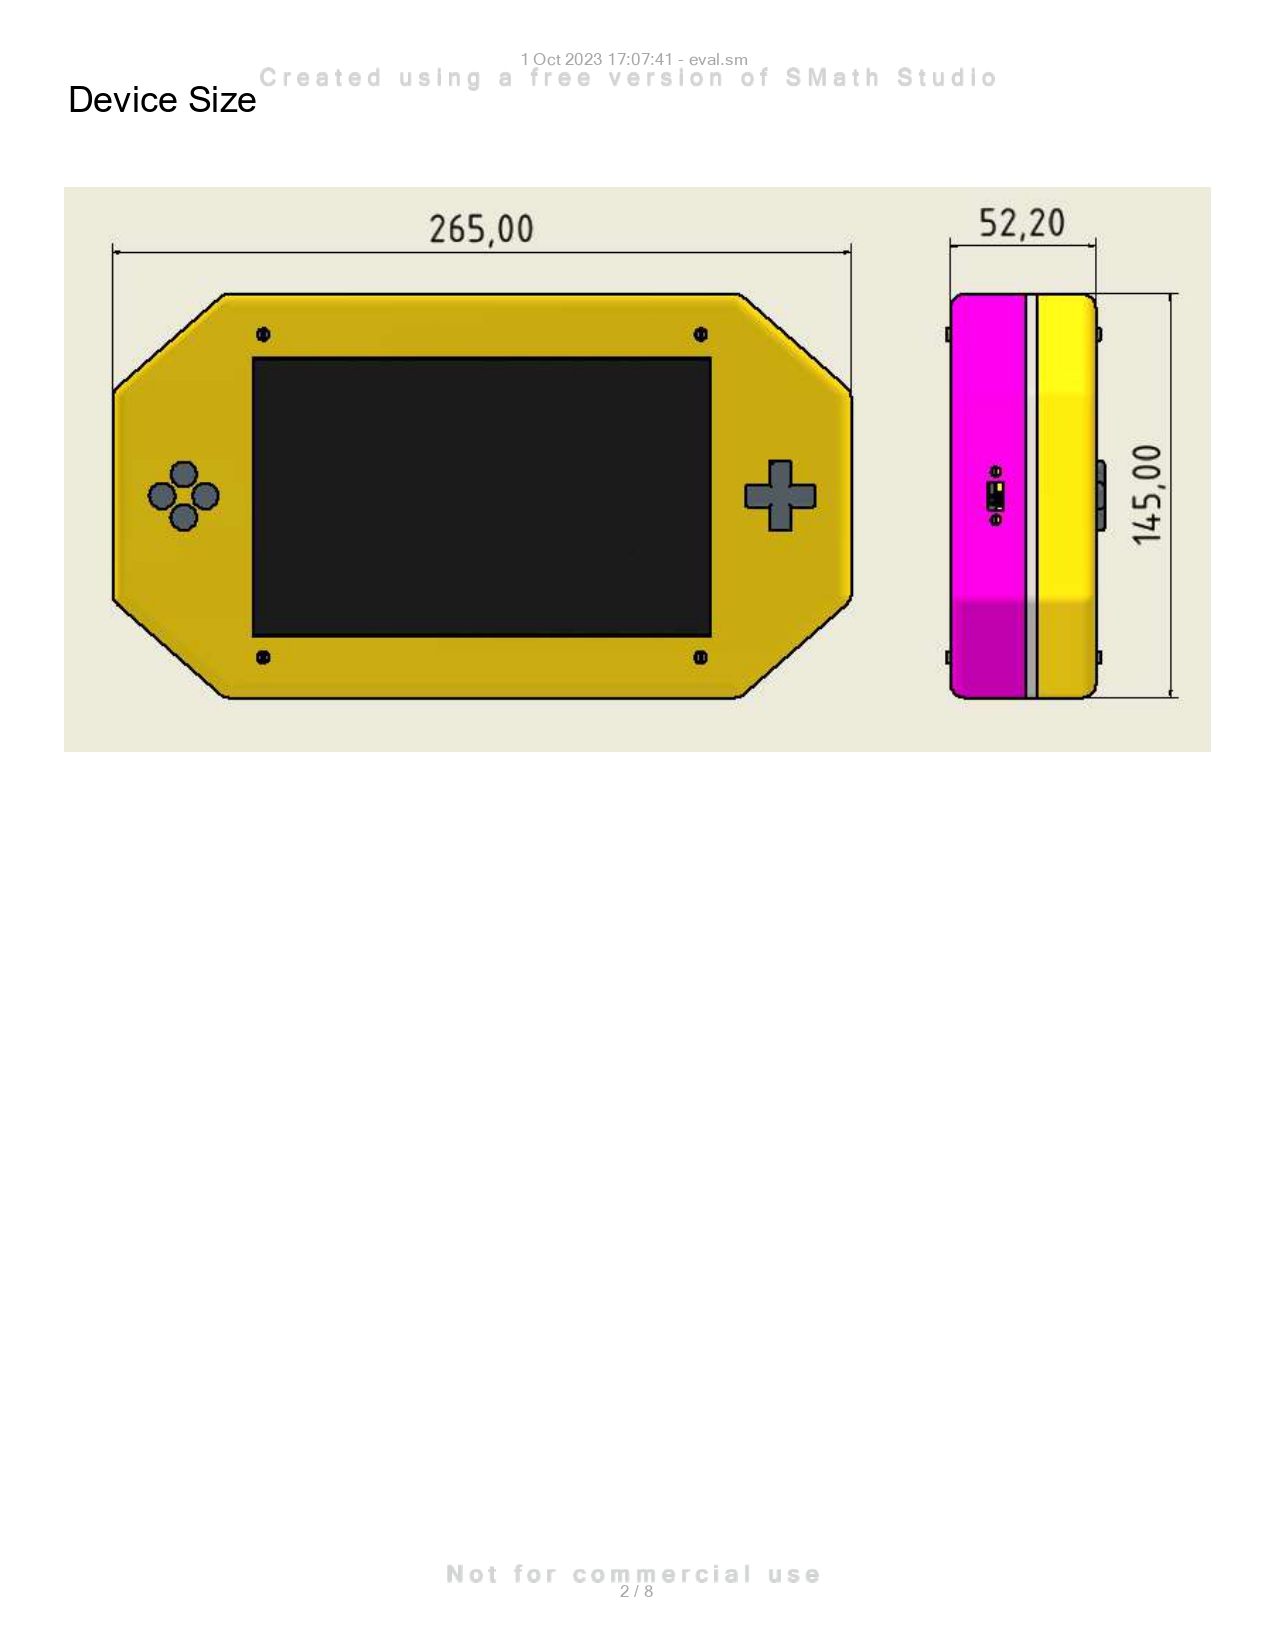 1 Oct 2023 17:07:41 - eval.sm
Created using a free version of SMath Studio
Device Size
265,00
52,20
145,00
Not for commercial use
2 / 8